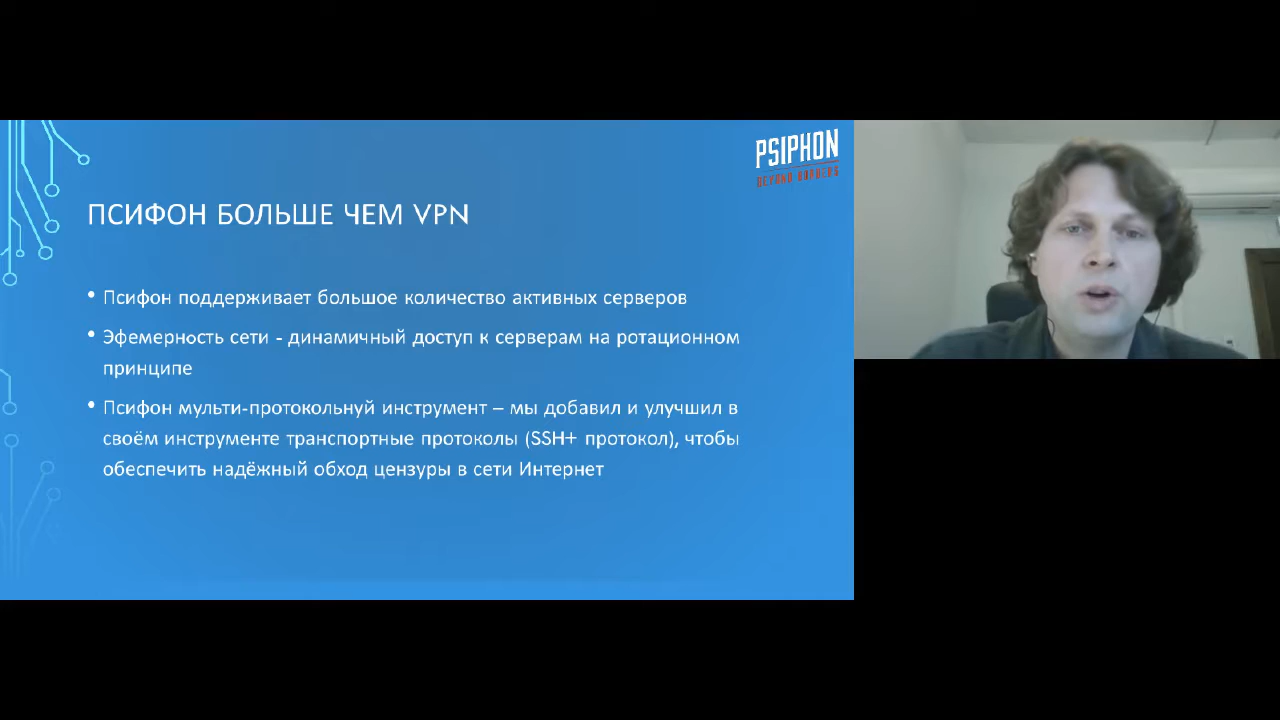 PSIPHON
BEYOND BORDERS
ПСИФОН БОЛЬШЕ ЧЕМ VPN
• Псифон поддерживает большое количество активных серверов
• Эфемерность сети - динамичный доступ к серверам на ротационном
принципе
• Псифон мульти-протокольнуй инструмент – мы добавил и улучшил в
своём инструменте транспортные протоколы (SSH+ протокол), чтобы
обеспечить надёжный обход цензуры в сети Интернет